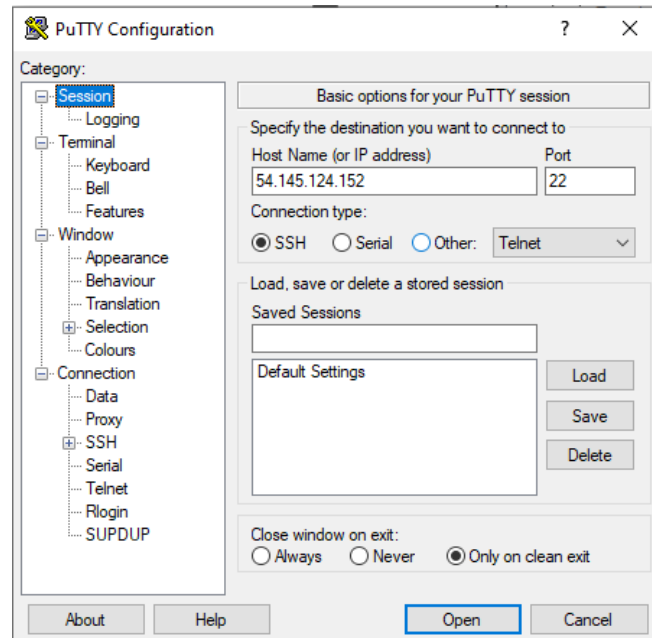 PuTTY Configuration
Category:
Session
Logging
Terminal
Keyboard
Bell
Features
Window
Appearance
Behaviour
Translation
Selection
Colours
Connection
Data
Proxy
SSH
Serial
Telnet
Rlogin
SUPDUP
Basic options for your PuTTY session
Specify the destination you want to connect to
Host Name (or IP address) Port
54.145.124.152 22
Connection type:
SSH Serial Other: Telnet
Load, save or delete a stored session
Saved Sessions
Default Settings
Load
Save
Delete
Close window on exit:
Always Never Only on clean exit
About Help Open Cancel